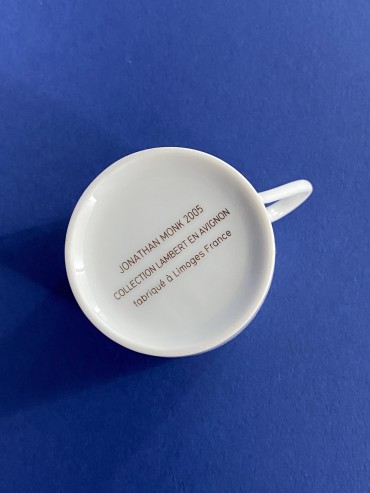 JONATHAN MONK 2005
COLLECTION LAMBERT EN AVIGNON
fabriqué à Limoges France